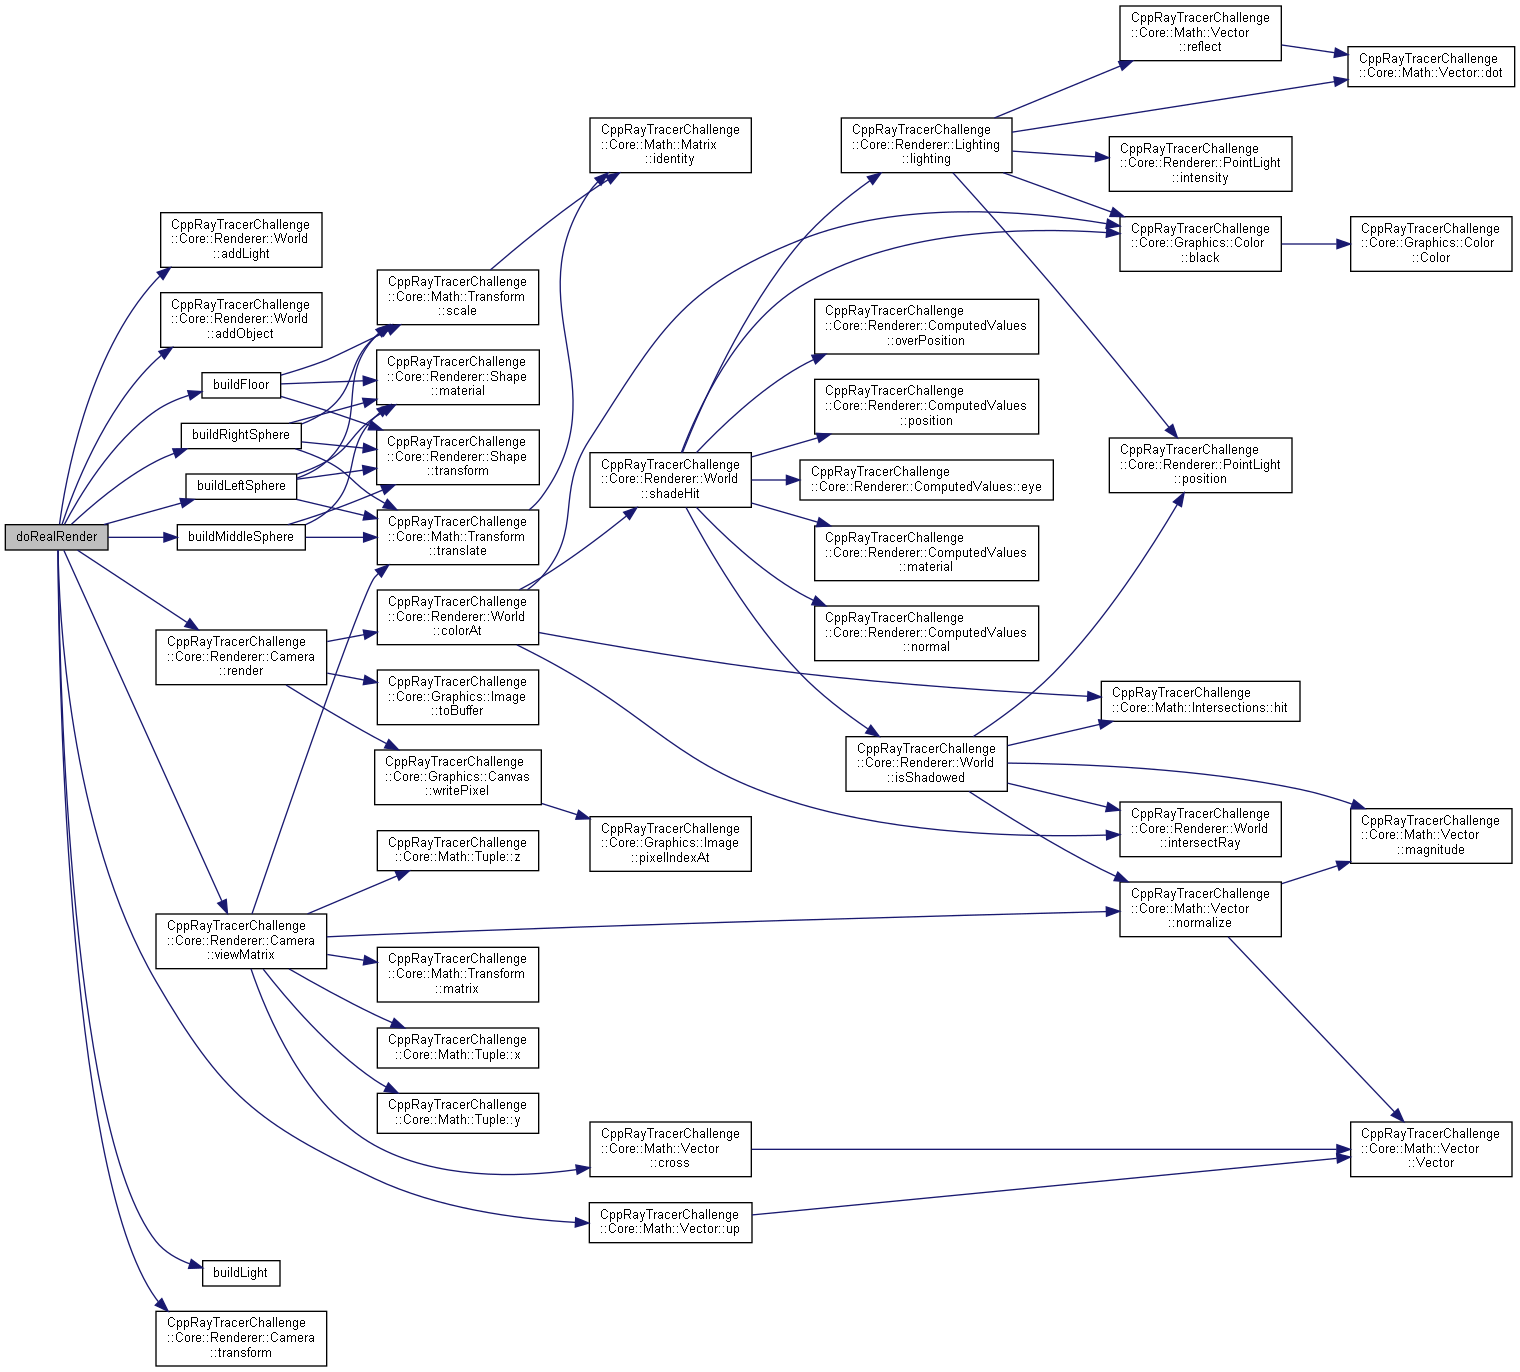 CppRayTracerChallenge
::Core::Math::Vector
::reflect
CppRayTracerChallenge
::Core::Math::Vector::dot
CppRayTracerChallenge
::Core::Math::Matrix
::identity
CppRayTracerChallenge
::Core::Renderer::Lighting
::lighting
CppRayTracerChallenge
::Core::Renderer::PointLight
::intensity
CppRayTracerChallenge
::Core::Renderer::World
::addLight
CppRayTracerChallenge
::Core::Graphics::Color
::black
CppRayTracerChallenge
::Core::Graphics::Color
::Color
CppRayTracerChallenge
::Core::Math::Transform
::scale
CppRayTracerChallenge
::Core::Renderer::World
::addObject
CppRayTracerChallenge
::Core::Renderer::ComputedValues
::overPosition
CppRayTracerChallenge
::Core::Renderer::Shape
::material
buildFloor
CppRayTracerChallenge
::Core::Renderer::ComputedValues
::position
buildRightSphere
CppRayTracerChallenge
::Core::Renderer::Shape
::transform
CppRayTracerChallenge
::Core::Renderer::PointLight
::position
CppRayTracerChallenge
::Core::Renderer::World
::shadeHit
CppRayTracerChallenge
::Core::Renderer::ComputedValues::eye
buildLeftSphere
doRealRender
buildMiddleSphere
CppRayTracerChallenge
::Core::Math::Transform
::translate
CppRayTracerChallenge
::Core::Renderer::ComputedValues
::material
CppRayTracerChallenge
::Core::Renderer::World
::colorAt
CppRayTracerChallenge
::Core::Renderer::ComputedValues
::normal
CppRayTracerChallenge
::Core::Renderer::Camera
::render
CppRayTracerChallenge
::Core::Graphics::Image
::toBuffer
CppRayTracerChallenge
::Core::Math::Intersections::hit
CppRayTracerChallenge
::Core::Renderer::World
::isShadowed
CppRayTracerChallenge
::Core::Graphics::Canvas
::writePixel
CppRayTracerChallenge
::Core::Renderer::World
::intersectRay
CppRayTracerChallenge
::Core::Math::Vector
::magnitude
CppRayTracerChallenge
::Core::Graphics::Image
::pixelIndexAt
CppRayTracerChallenge
::Core::Math::Tuple::z
CppRayTracerChallenge
::Core::Math::Vector
::normalize
CppRayTracerChallenge
::Core::Renderer::Camera
::viewMatrix
CppRayTracerChallenge
::Core::Math::Transform
::matrix
CppRayTracerChallenge
::Core::Math::Tuple::x
CppRayTracerChallenge
::Core::Math::Tuple::y
CppRayTracerChallenge
::Core::Math::Vector
::cross
CppRayTracerChallenge
::Core::Math::Vector
::Vector
CppRayTracerChallenge
::Core::Math::Vector::up
buildLight
CppRayTracerChallenge
::Core::Renderer::Camera
::transform